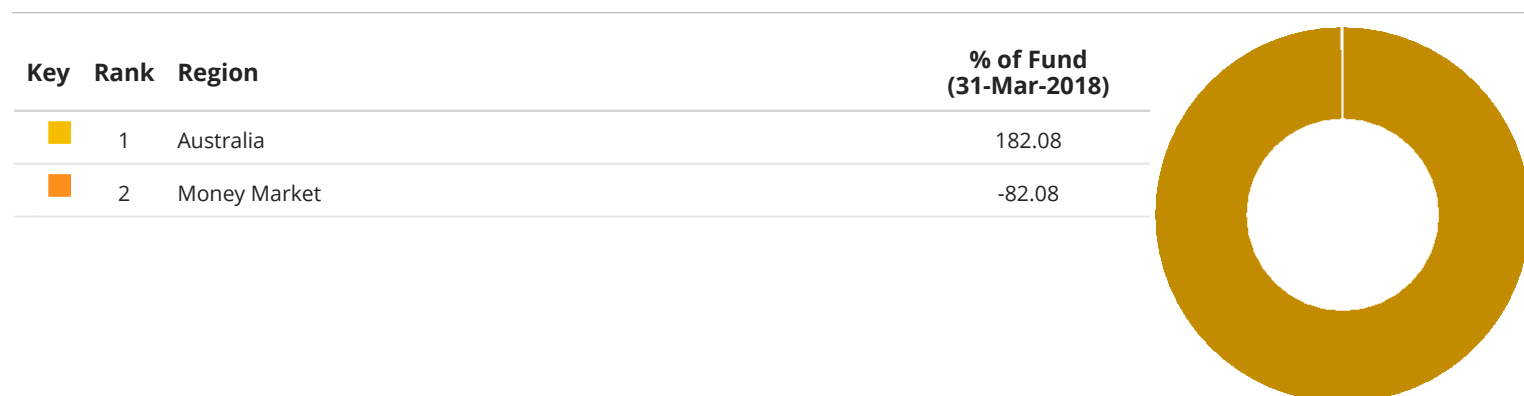 Key Rank Region % of Fund
(31-Mar-2018)
1 Australia 182.08
2 Money Market -82.08